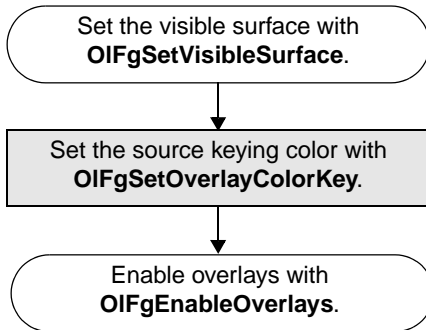 Set the visible surface with
OlFgSetVisibleSurface.
Set the source keying color with
OlFgSetOverlayColorKey.
Enable overlays with
OlFgEnableOverlays.